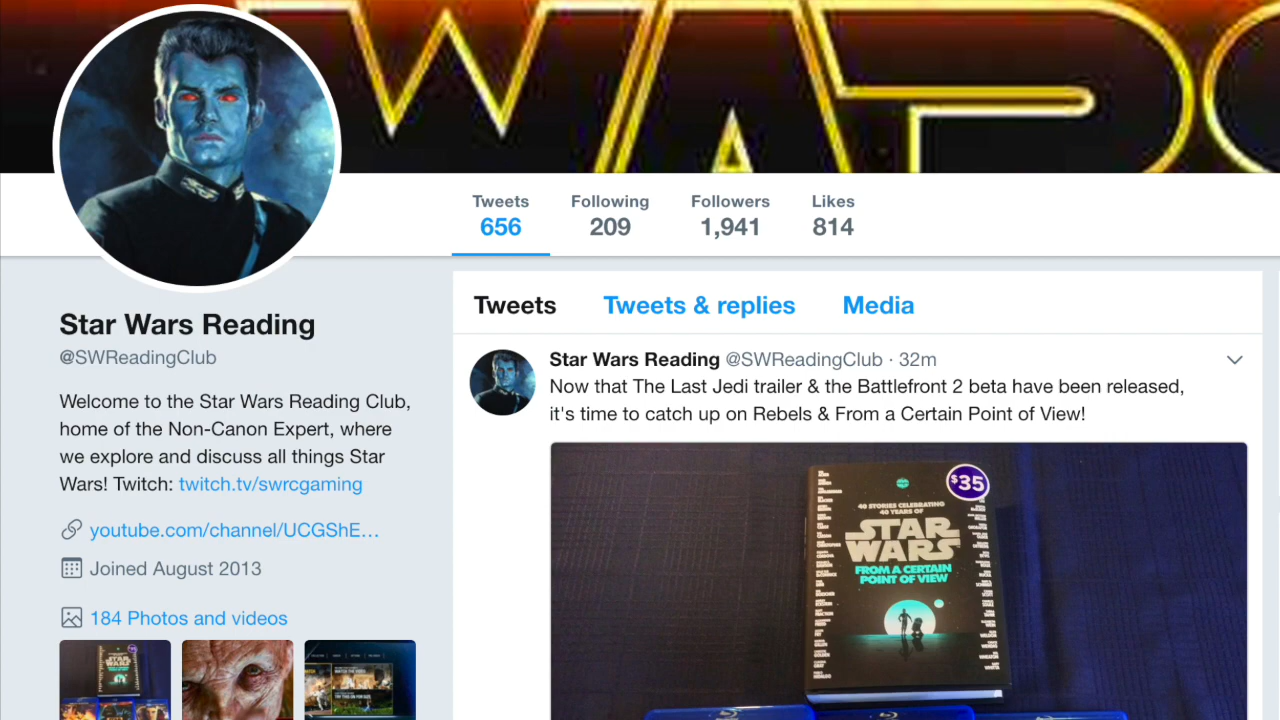 WARS
Tweets
656
Following
209
Followers
1,941
Likes
814
Star Wars Reading
@SWReadingClub
Welcome to the Star Wars Reading Club,
home of the Non-Canon Expert, where
we explore and discuss all things Star
Wars! Twitch: twitch.tv/swrcgaming
youtube.com/channel/UCGShE…
Joined August 2013
184 Photos and videos
Tweets
Tweets & replies
Media
Star Wars Reading @SWReadingClub · 32m
Now that The Last Jedi trailer & the Battlefront 2 beta have been released,
it's time to catch up on Rebels & From a Certain Point of View!
$35
40 STORIES CELEBRATING
40 YEARS OF
STAR
WARS
FROM A CERTAIN
POINT OF VIEW